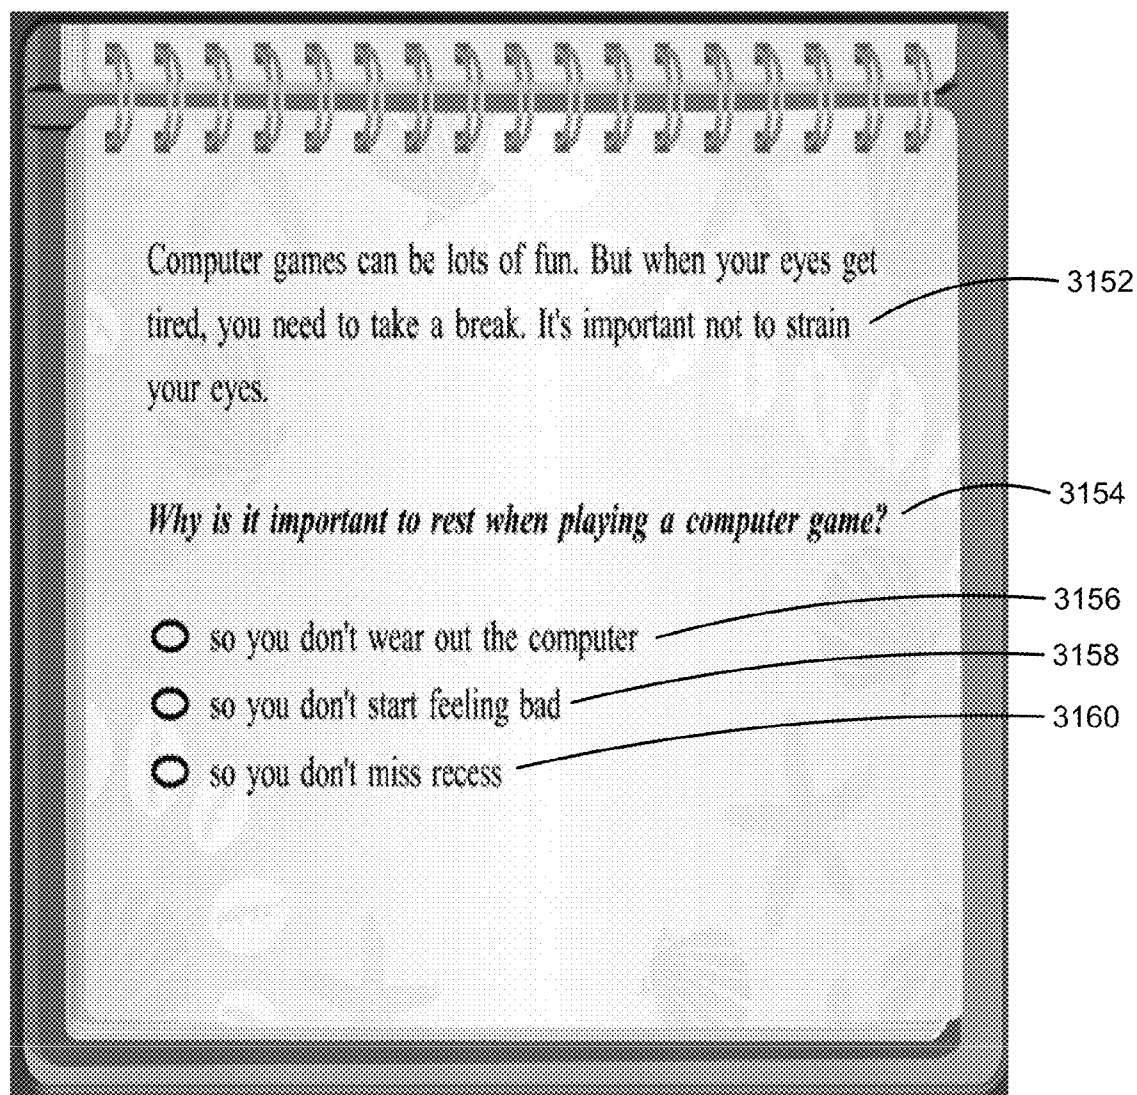 Computer games can be lots of fun. But when your eyes get
3152
tired, you need to take a break. It's important not to strain
your eyes.
3154
Why is it important to rest when playing a computer game?
3156
so you don't wear out the computer
3158
so you don't start feeling bad
3160
so you don't miss recess